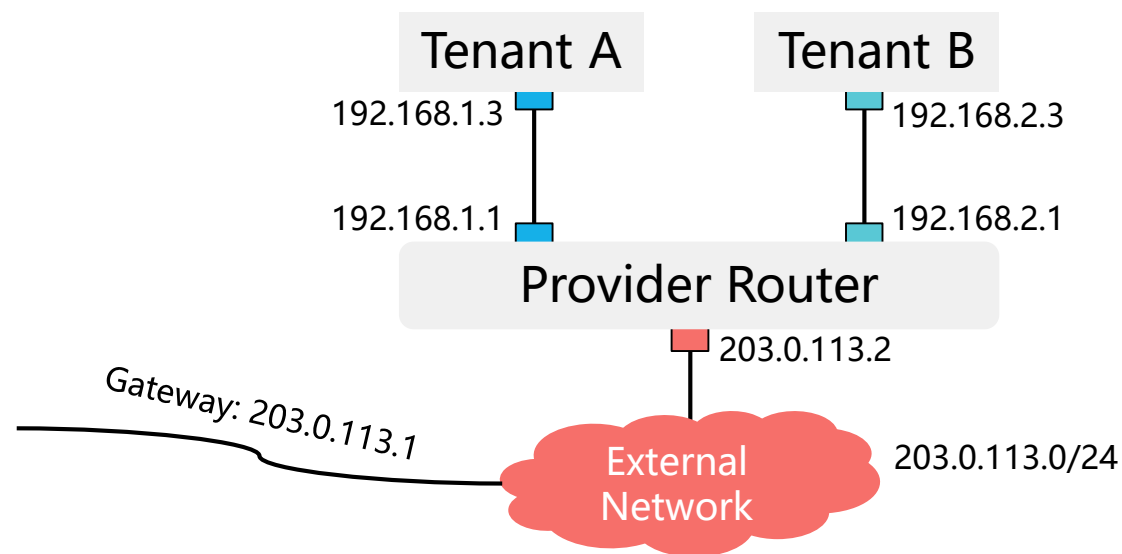 Tenant A
Tenant B
192.168.1.3
192.168.2.3
192.168.1.1
192.168.2.1
Provider Router
203.0.113.2
Gateway: 203.0.113.1
External
Network
203.0.113.0/24